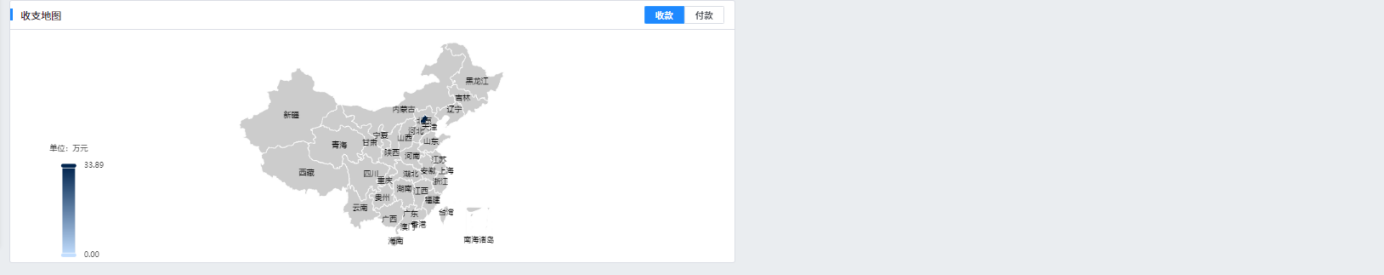 收支地图
收款
付款
黑龙江
吉林
辽宁
内蒙古
新疆
北京
天津
河北
宁夏
山西
山东
青海
甘肃
陕西
河南
江苏
单位：万元
33.89
西藏
四川
重庆
湖北
安徽
上海
浙江
湖南
江西
贵州
福建
云南
广东
台湾
广西
澳门
香港
海南
南海诸岛
0.00